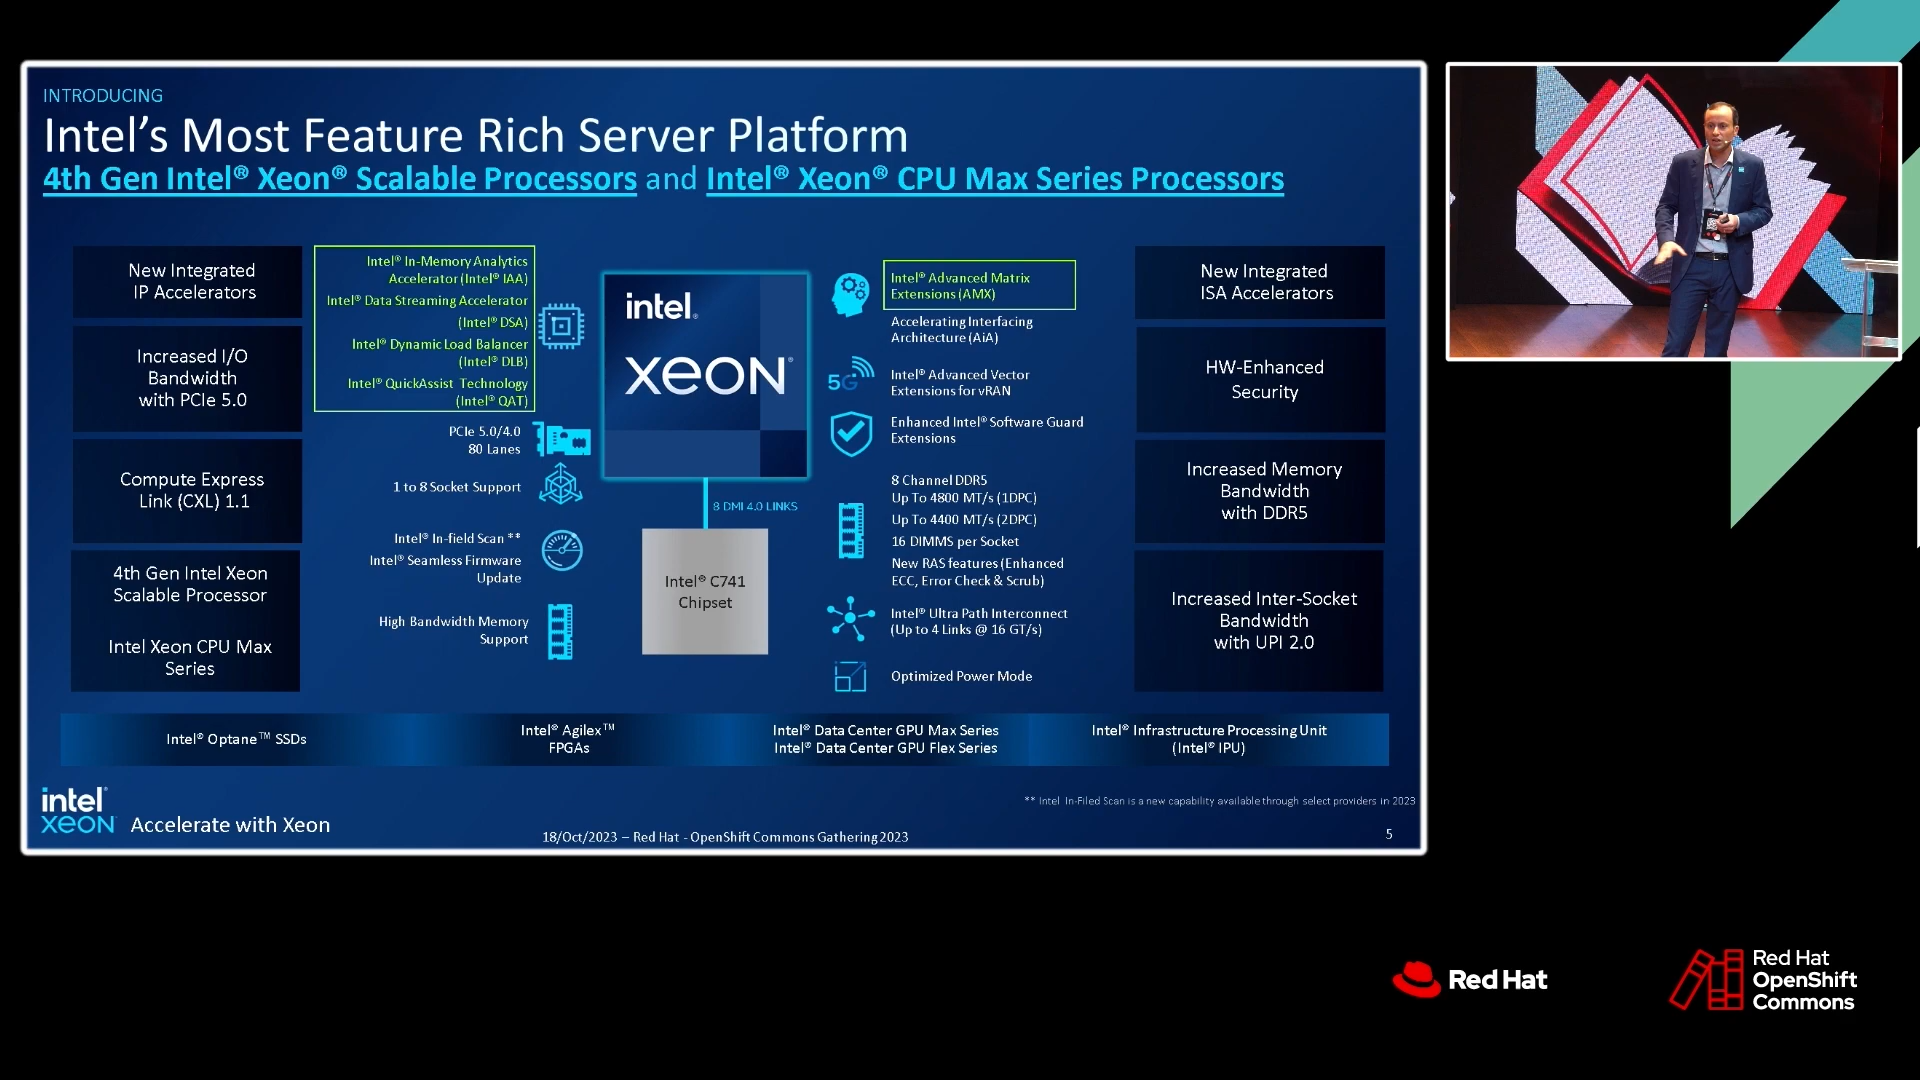 INTRODUCING
Intel's Most Feature Rich Server Platform
4th Gen Intel® Xeon® Scalable Processors and Intel® Xeon® CPU Max Series Processors
New Integrated
IP Accelerators
Increased I/O
Bandwidth
with PCIe 5.0
Compute Express
Link (CXL) 1.1
4th Gen Intel Xeon
Scalable Processor
Intel Xeon CPU Max
Series
Intel® In-Memory Analytics
Accelerator (Intel® IAA)
Intel® Data Streaming Accelerator
(Intel® DSA)
Intel® Dynamic Load Balancer
(Intel® DLB)
Intel® QuickAssist Technology
(Intel® QAT)
PCIe 5.0/4.0
80 Lanes
1 to 8 Socket Support
Intel® In-field Scan **
Intel® Seamless Firmware
Update
High Bandwidth Memory
Support
intel®
xeon®
8 DMI 4.0 LINKS
Intel® C741
Chipset
Intel® Advanced Matrix
Extensions (AMX)
Accelerating Interfacing
Architecture (AiA)
5G
Intel® Advanced Vector
Extensions for vRAN
Enhanced Intel® Software Guard
Extensions
8 Channel DDR5
Up To 4800 MT/s (1DPC)
Up To 4400 MT/s (2DPC)
16 DIMMS per Socket
New RAS features (Enhanced
ECC, Error Check & Scrub)
Intel® Ultra Path Interconnect
(Up to 4 Links @ 16 GT/s)
Optimized Power Mode
New Integrated
ISA Accelerators
HW-Enhanced
Security
Increased Memory
Bandwidth
with DDR5
Increased Inter-Socket
Bandwidth
with UPI 2.0
Intel® Optane™ SSDs
Intel® Agilex™
FPGAs
Intel® Data Center GPU Max Series
Intel® Data Center GPU Flex Series
Intel® Infrastructure Processing Unit
(Intel® IPU)
** Intel In-Filed Scan is a new capability available through select providers in 2023
intel®
xeon
Accelerate with Xeon
18/Oct/2023 – Red Hat - OpenShift Commons Gathering 2023
5
Red Hat
Red Hat
OpenShift
Commons